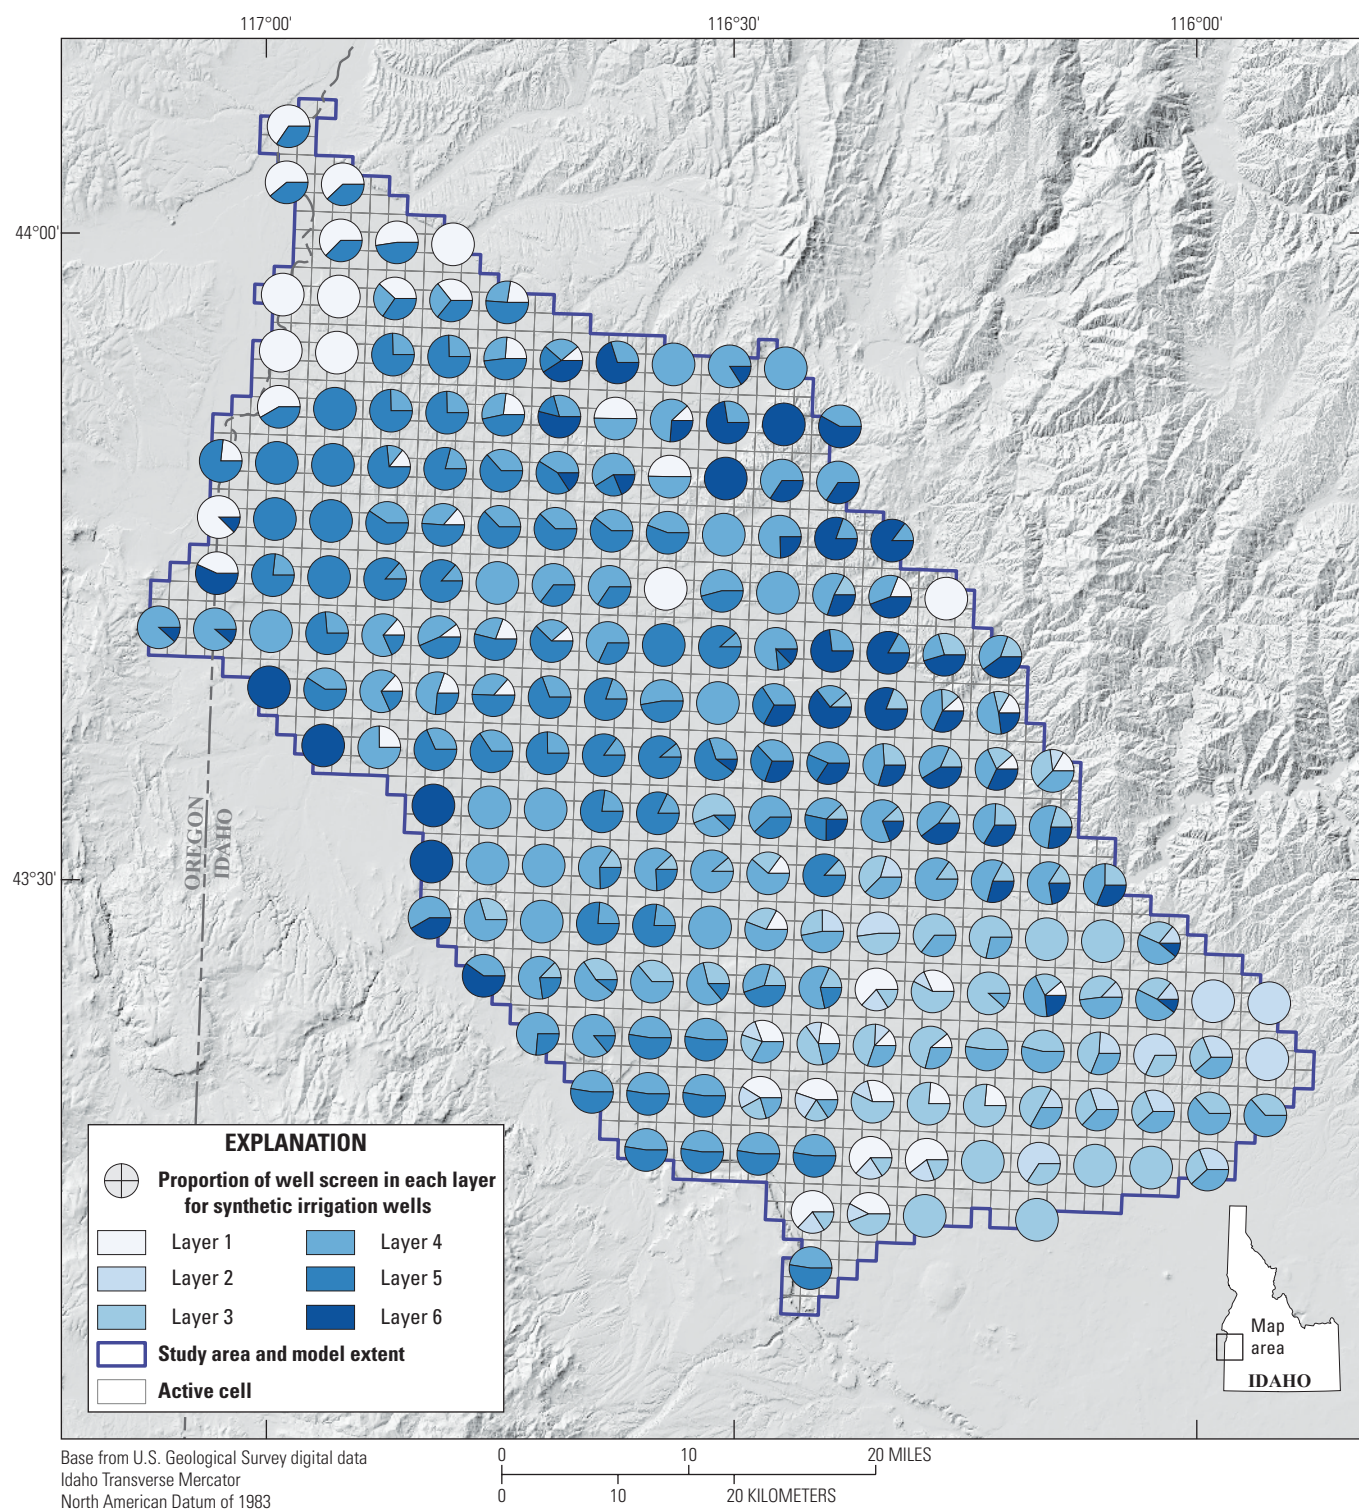 117°00'
116°30'
116°00'
44°00'
43°30'
OREGON
IDAHO
EXPLANATION
Proportion of well screen in each layer
for synthetic irrigation wells
Layer 1
Layer 4
Layer 2
Layer 5
Layer 3
Layer 6
Study area and model extent
Active cell
Map
area
IDAHO
Base from U.S. Geological Survey digital data
Idaho Transverse Mercator
North American Datum of 1983
0 10 20 MILES
0 10 20 KILOMETERS